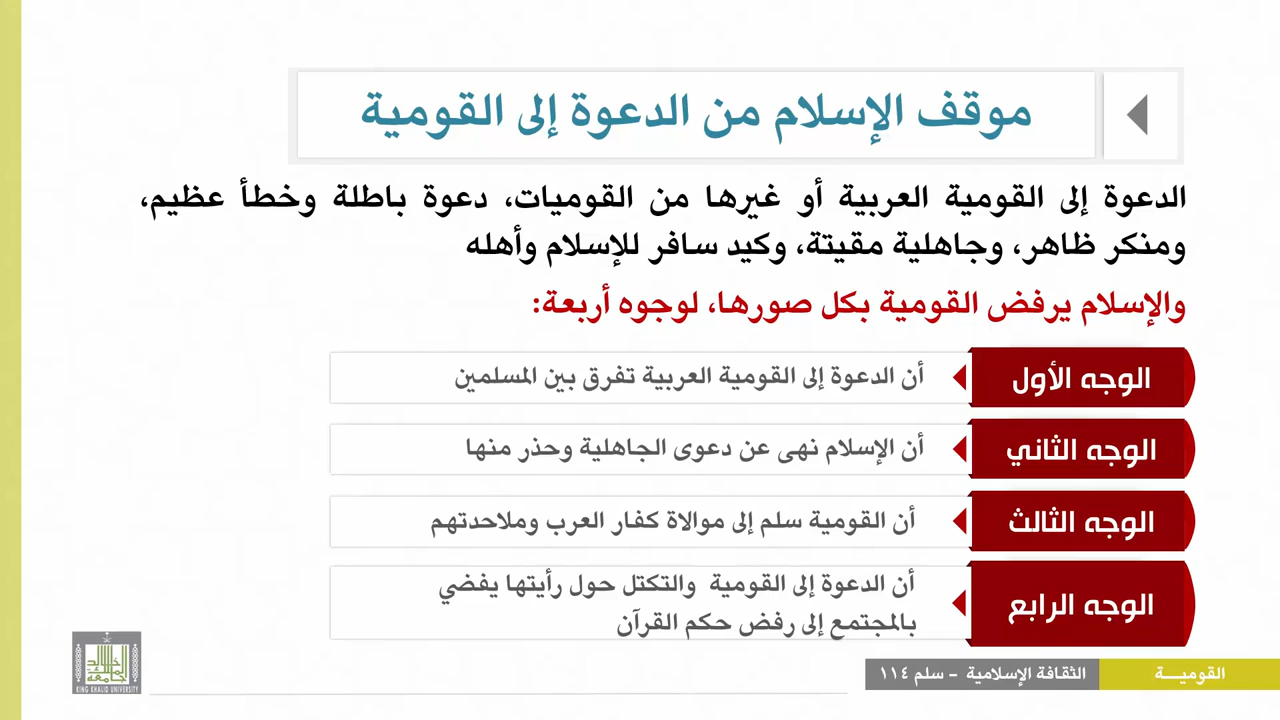 موقف الإسلام من الدعوة إلى القومية
الدعوة إلى القومية العربية أو غيرها من القوميات، دعوة باطلة وخطأ عظيم،
ومنكر ظاهر، وجاهلية مقيتة، وكيد سافر للإسلام وأهله
والإسلام يرفض القومية بكل صورها، لوجوه أربعة:
الوجه الأول
أن الدعوة إلى القومية العربية تفرق بين المسلمين
الوجه الثاني
أن الإسلام نهى عن دعوى الجاهلية وحذر منها
الوجه الثالث
أن القومية سلم إلى موالاة كفار العرب وملاحدتهم
الوجه الرابع
أن الدعوة إلى القومية والتكتل حول رأيتها يفضي
بالمجتمع إلى رفض حكم القرآن
القوميـــة
الثقافة الإسلامية - سلم ١١٤
جامعة الملك خالد
KING KHALID UNIVERSITY